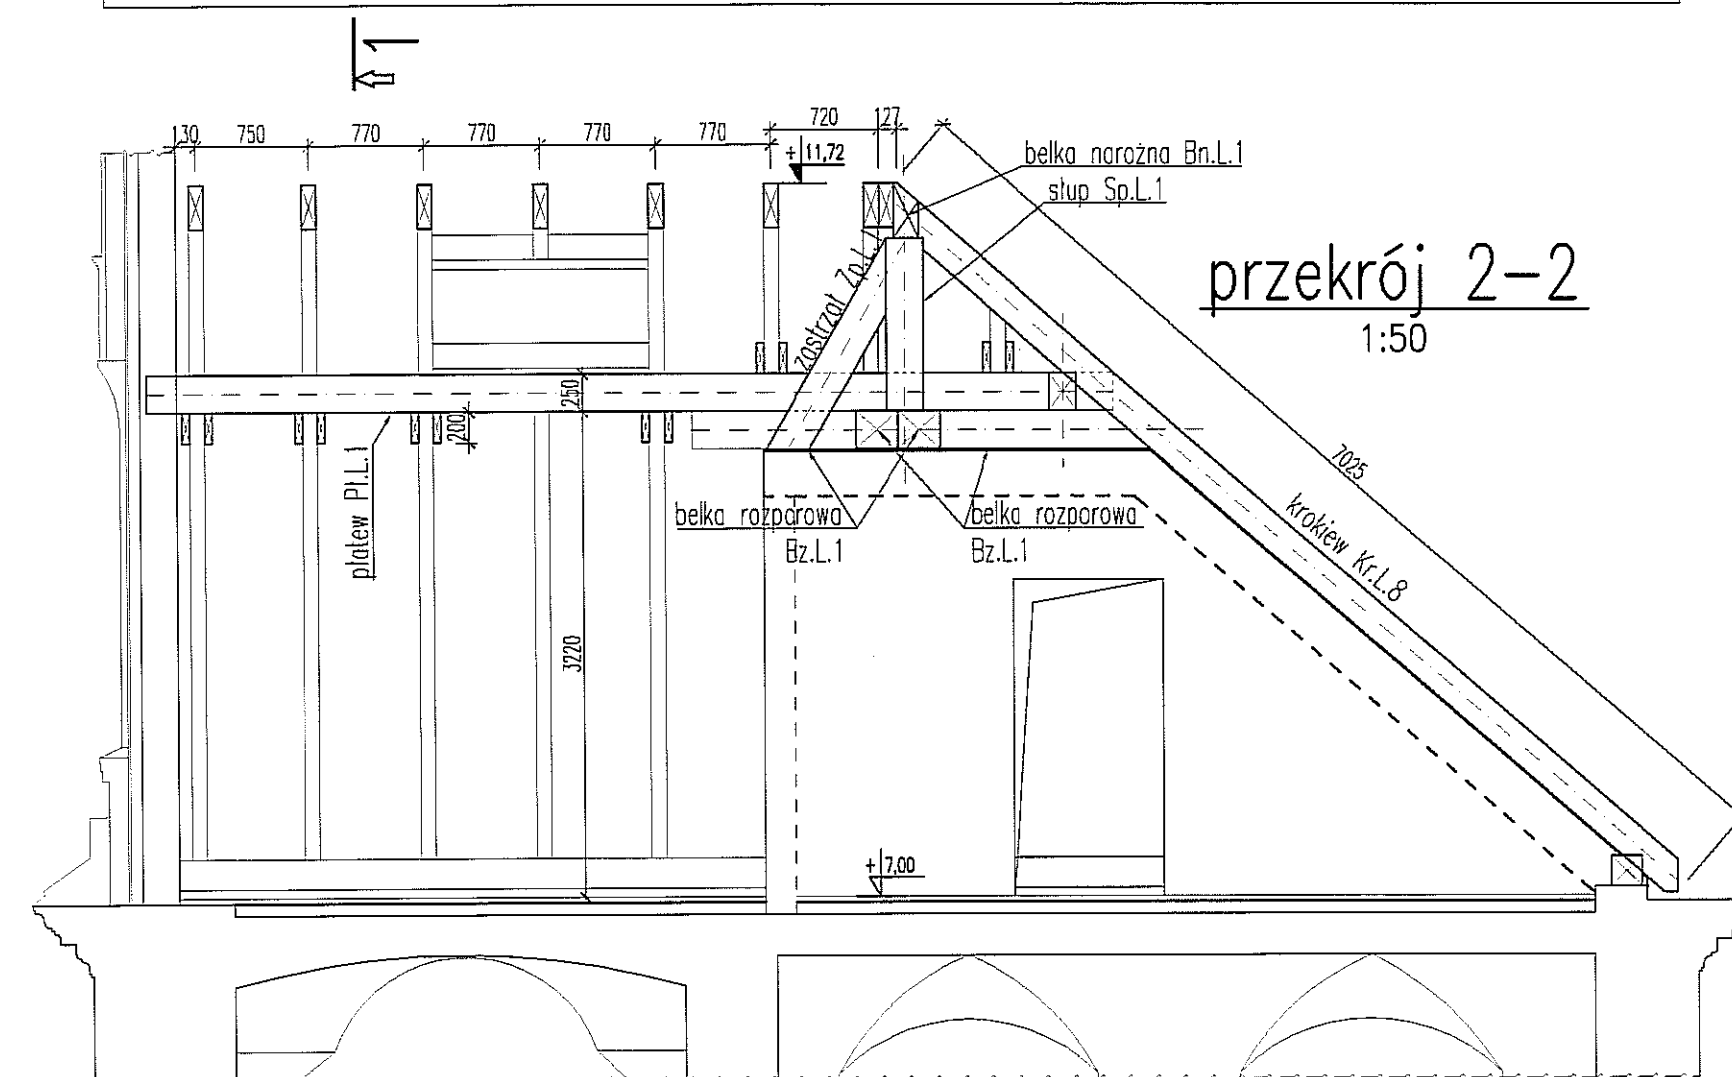 1
130 750 770 770 770 770 720 127
+ 11,72
belka narożna Bn.L.1
słup Sp.L.1
przekrój 2-2
1:50
zastrzał Zp.L.1
250
200
7025
płatew Pł.L.1
belka rozporowa
Bz.L.1
belka rozporowa
Bz.L.1
krokiew Kr.L.8
3220
+ 7,00